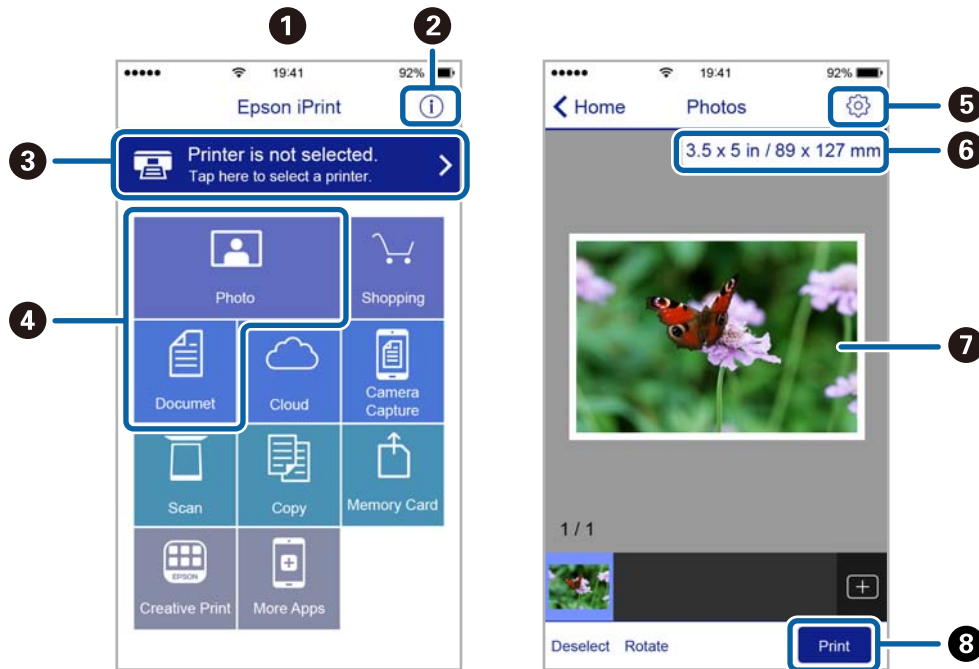 1
2
19:41
92%
Epson iPrint
3
Printer is not selected.
Tap here to select a printer.
4
Photo
Shopping
Documet
Cloud
Camera
Capture
Scan
Copy
Memory Card
EPSON
Creative Print
More Apps
19:41
92%
Home
Photos
5
3.5 x 5 in / 89 x 127 mm
6
7
1 / 1
Deselect
Rotate
Print
8